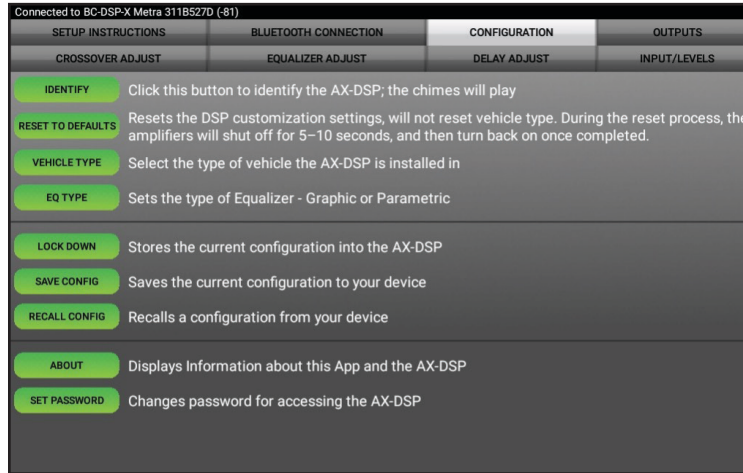 Connected to BC-DSP-X Metra 311B527D (-81)
SETUP INSTRUCTIONS BLUETOOTH CONNECTION CONFIGURATION OUTPUTS
CROSSOVER ADJUST EQUALIZER ADJUST DELAY ADJUST INPUT/LEVELS
IDENTIFY Click this button to identify the AX-DSP; the chimes will play
RESET TO DEFAULTS Resets the DSP customization settings, will not reset vehicle type. During the reset process, the
amplifiers will shut off for 5–10 seconds, and then turn back on once completed.
VEHICLE TYPE Select the type of vehicle the AX-DSP is installed in
EQ TYPE Sets the type of Equalizer - Graphic or Parametric
LOCK DOWN Stores the current configuration into the AX-DSP
SAVE CONFIG Saves the current configuration to your device
RECALL CONFIG Recalls a configuration from your device
ABOUT Displays Information about this App and the AX-DSP
SET PASSWORD Changes password for accessing the AX-DSP